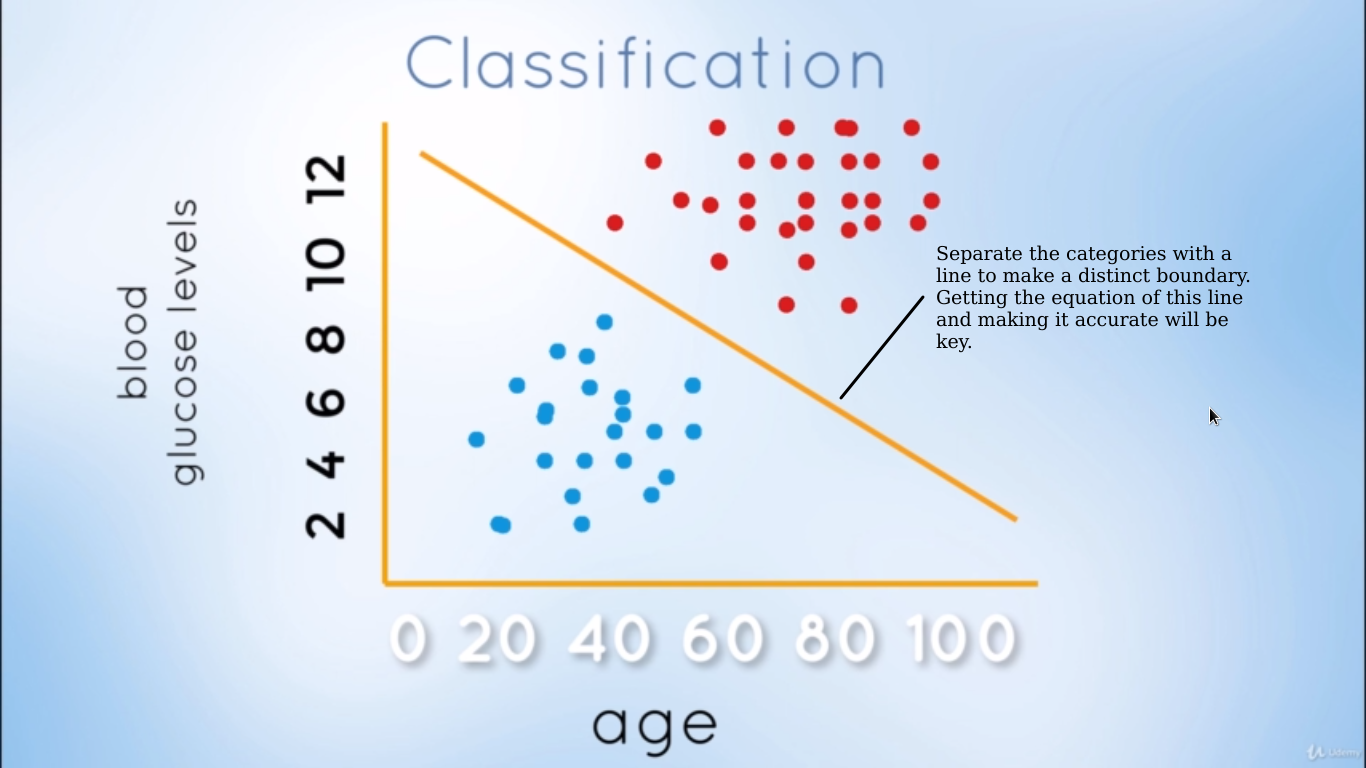 Classification
blood
glucose levels
12
10
8
6
4
2
Separate the categories with a
line to make a distinct boundary.
Getting the equation of this line
and making it accurate will be
key.
0 20 40 60 80 100
age
Udemy